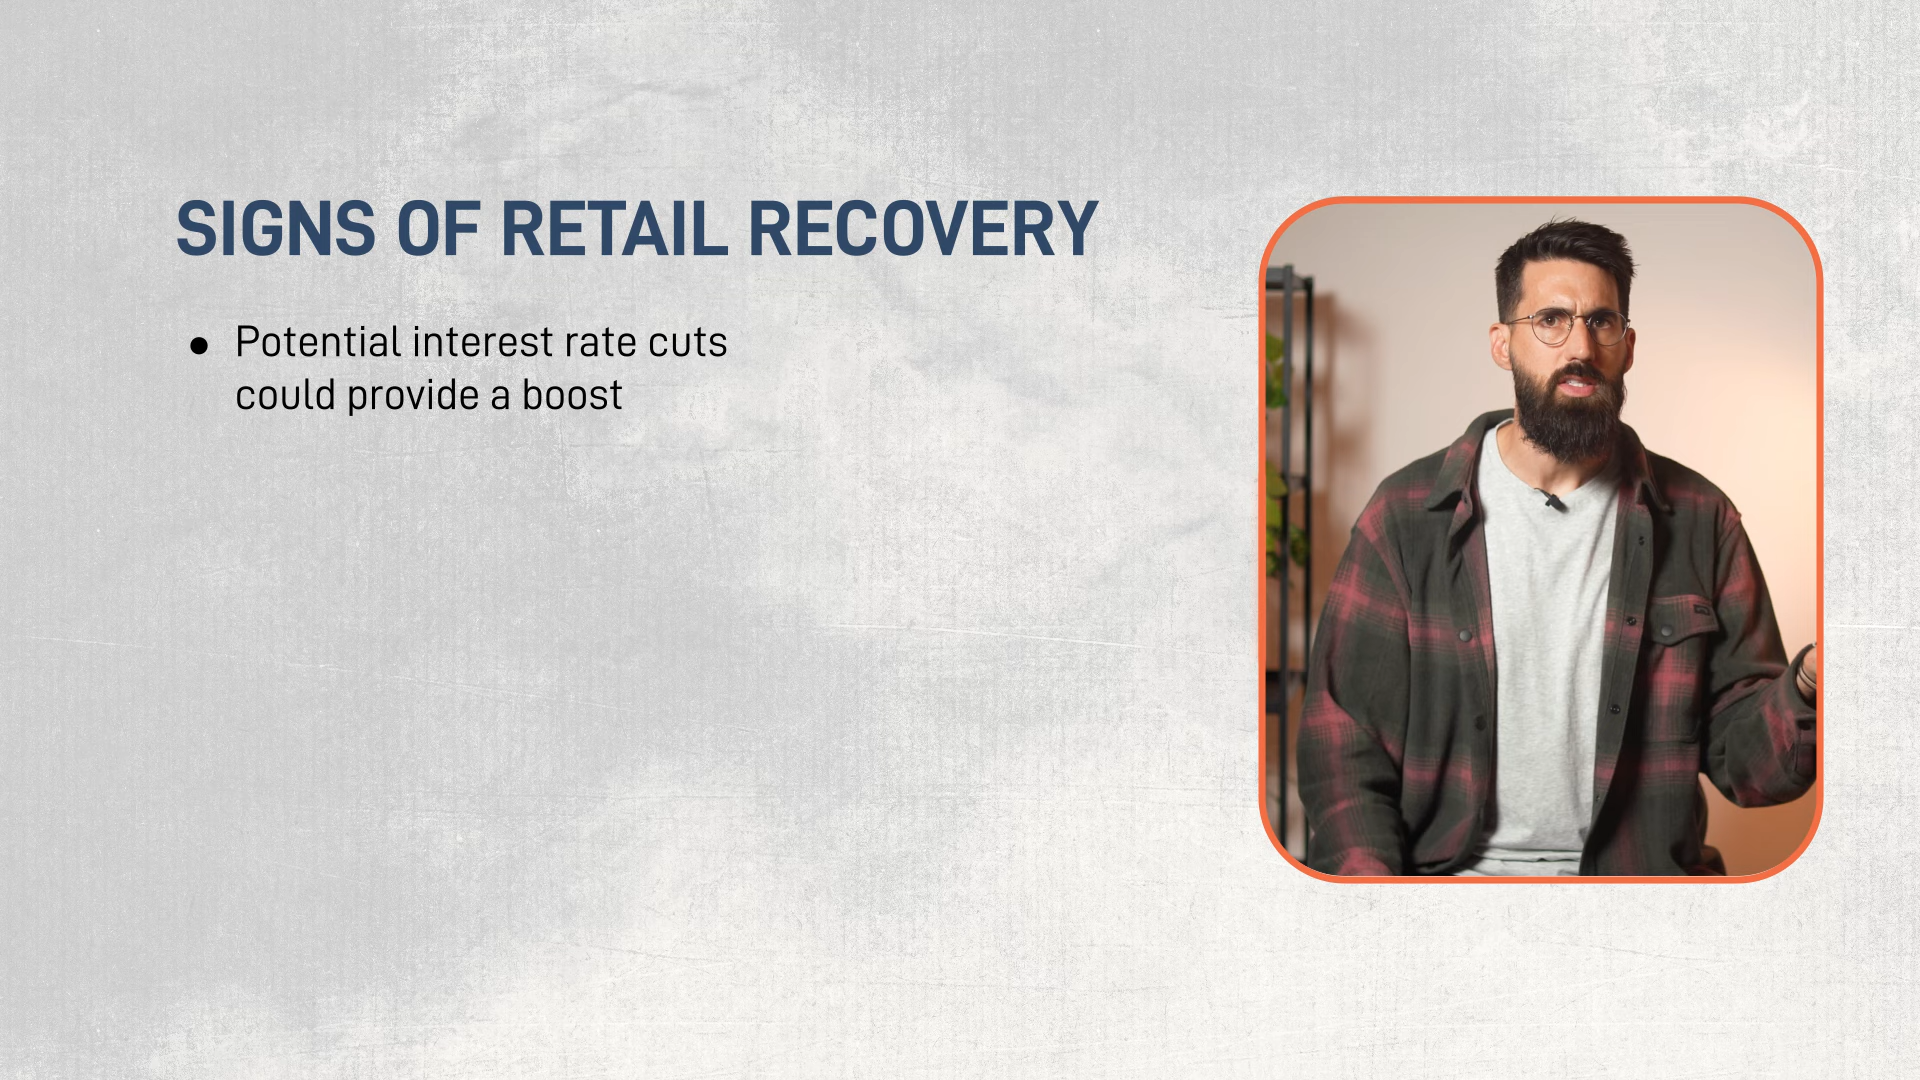 SIGNS OF RETAIL RECOVERY
● Potential interest rate cuts
could provide a boost